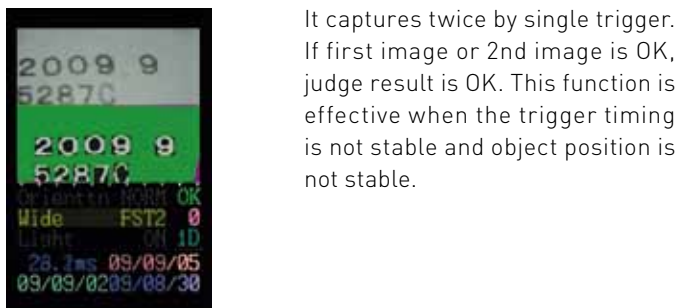 2009 9
5287C
2009 9
5287C
Orienttn NORM OK
Wide FST2 0
Light ON 1D
28.2ms 09/09/05
09/09/0209/08/30
It captures twice by single trigger.
If first image or 2nd image is OK,
judge result is OK. This function is
effective when the trigger timing
is not stable and object position is
not stable.